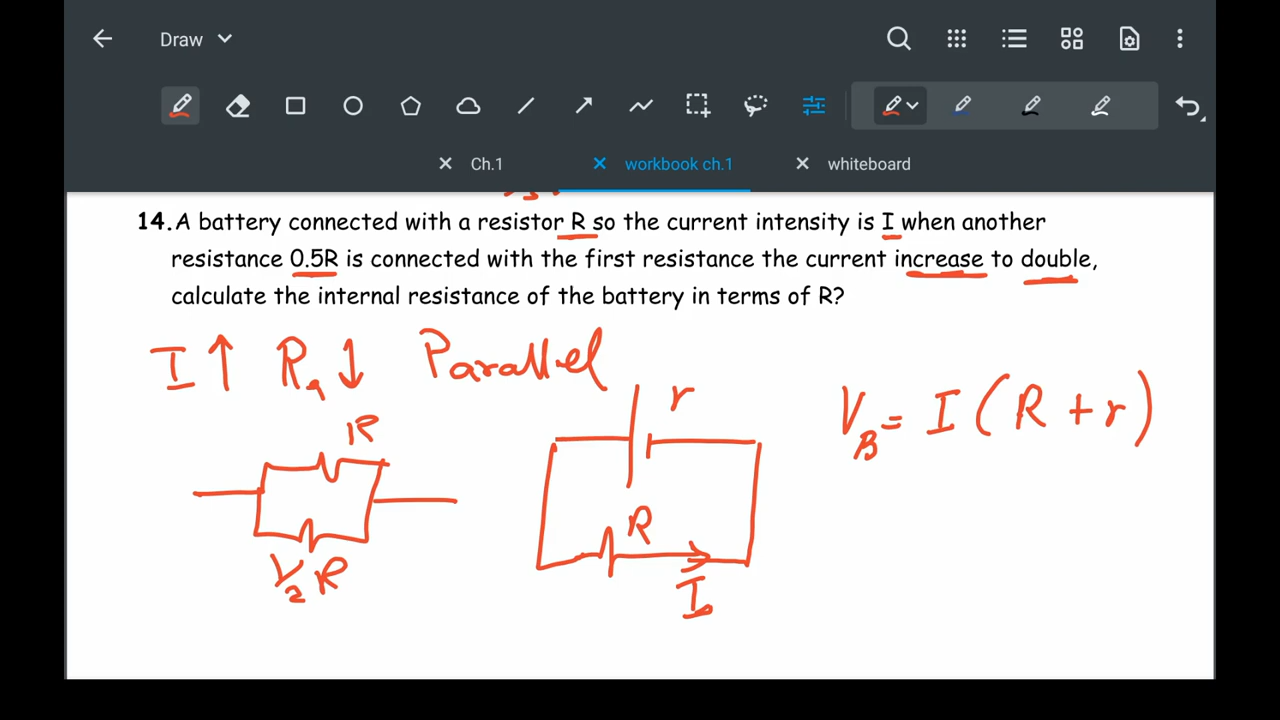 Draw
Ch.1
workbook ch.1
whiteboard
14. A battery connected with a resistor R so the current intensity is I when another
resistance 0.5R is connected with the first resistance the current increase to double,
calculate the internal resistance of the battery in terms of R?
I ↑ Rq ↓ Parallel
r
V_B = I (R + r)
R
R
1/2 R
I